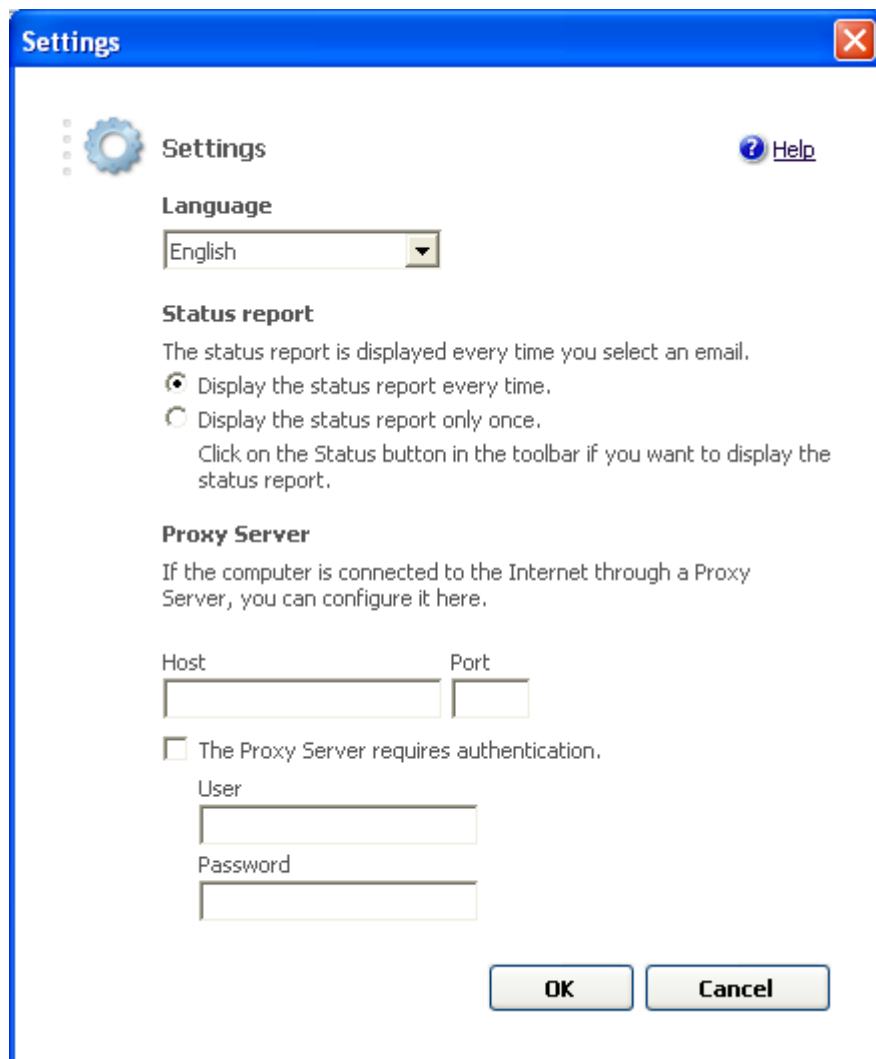 Settings
Settings
Help
Language
English
Status report
The status report is displayed every time you select an email.
Display the status report every time.
Display the status report only once.
Click on the Status button in the toolbar if you want to display the
status report.
Proxy Server
If the computer is connected to the Internet through a Proxy
Server, you can configure it here.
Host Port
The Proxy Server requires authentication.
User
Password
OK Cancel